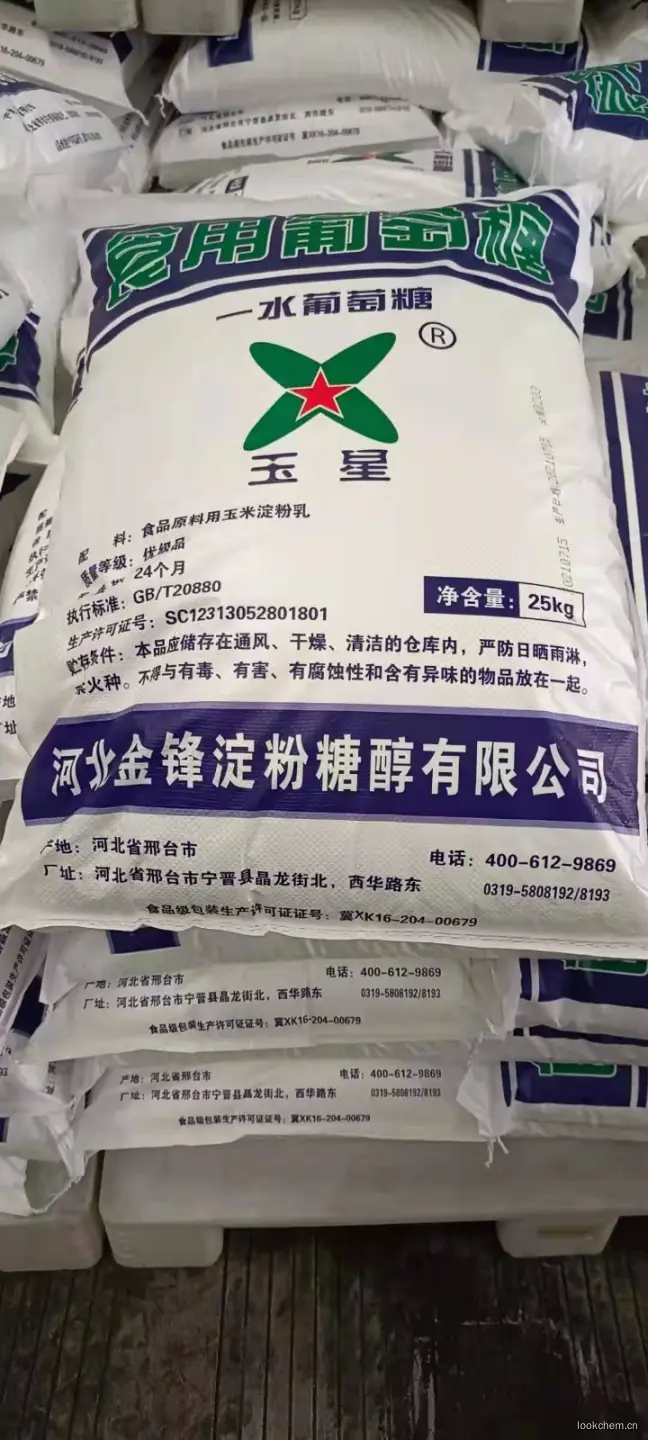 食用葡萄糖
一水葡萄糖
®
玉星
配 料：食品原料用玉米淀粉乳
质量等级：优级品
24个月
执行标准：GB/T20880
净含量：25kg
生产许可证号：SC12313052801801
贮存条件：本品应储存在通风、干燥、清洁的仓库内，严防日晒雨淋，
火种。不得与有毒、有害、有腐蚀性和含有异味的物品放在一起。
河北金锋淀粉糖醇有限公司
产地：河北省邢台市
电话：400-612-9869
厂址：河北省邢台市宁晋县晶龙街北，西华路东
0319-5808192/8193
食品级包装生产许可证证号：冀XK16-204-00679
产地：河北省邢台市
电话：400-612-9869
厂址：河北省邢台市宁晋县晶龙街北，西华路东
0319-5808192/8193
食品级包装生产许可证证号：冀XK16-204-00679
产地：河北省邢台市
电话：400-612-9869
厂址：河北省邢台市宁晋县晶龙街北，西华路东
0319-5808192/8193
食品级包装生产许可证证号：冀XK16-204-00679
lookchem.cn